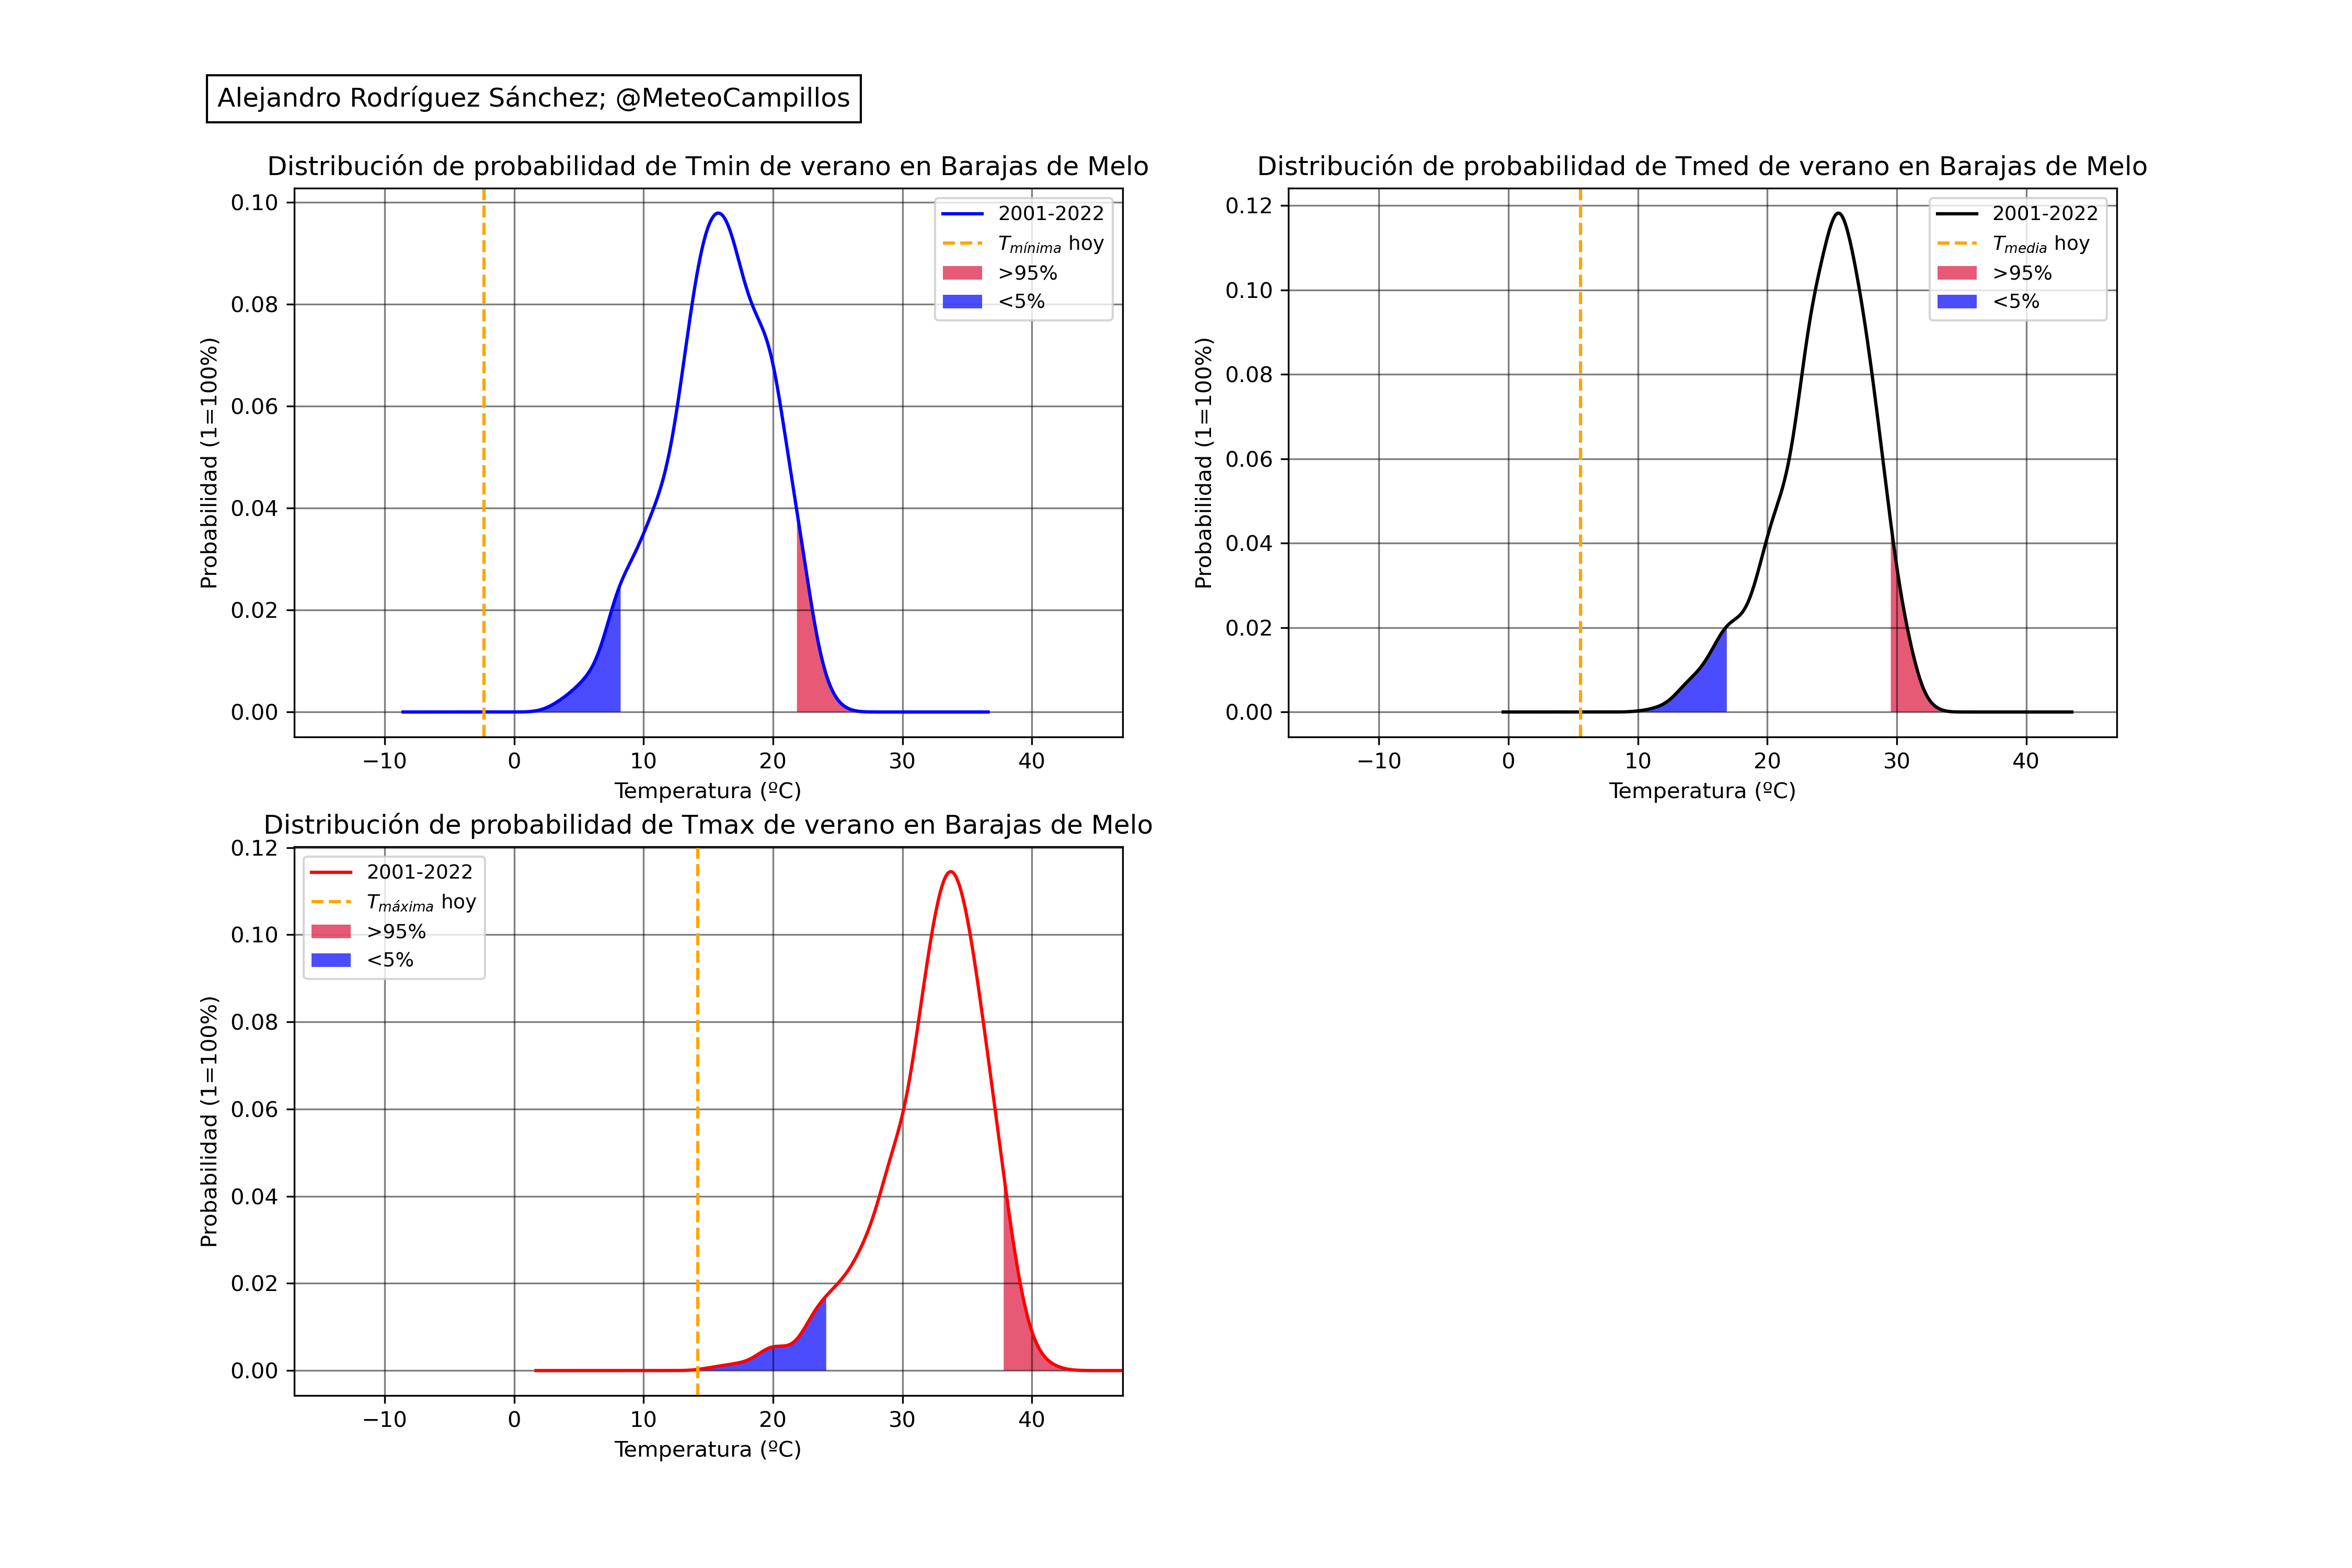 Alejandro Rodríguez Sánchez; @MeteoCampillos
Distribución de probabilidad de Tmin de verano en Barajas de Melo
0.10
0.08
0.06
0.04
0.02
0.00
Probabilidad (1=100%)
2001-2022
Tmínima hoy
>95%
<5%
−10 0 10 20 30 40
Temperatura (ºC)
Distribución de probabilidad de Tmed de verano en Barajas de Melo
0.12
0.10
0.08
0.06
0.04
0.02
0.00
Probabilidad (1=100%)
2001-2022
Tmedia hoy
>95%
<5%
−10 0 10 20 30 40
Temperatura (ºC)
Distribución de probabilidad de Tmax de verano en Barajas de Melo
0.12
0.10
0.08
0.06
0.04
0.02
0.00
Probabilidad (1=100%)
2001-2022
Tmáxima hoy
>95%
<5%
−10 0 10 20 30 40
Temperatura (ºC)